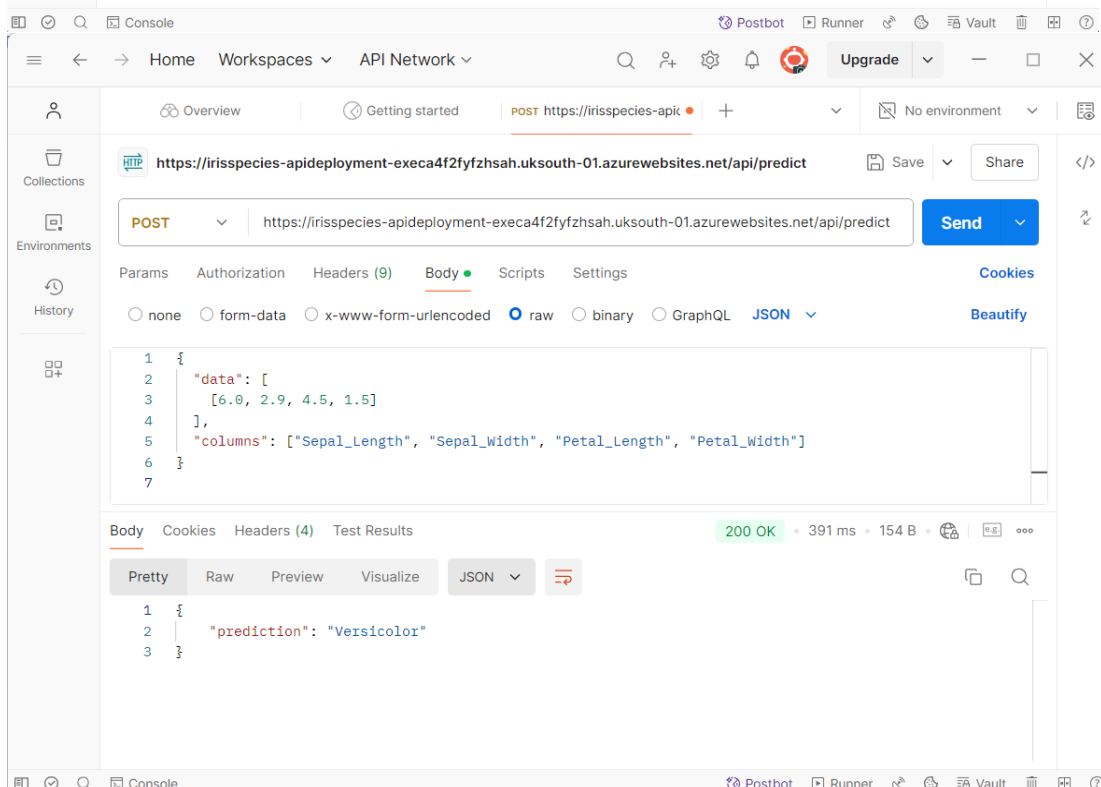 Console Postbot Runner Vault
Home Workspaces API Network Upgrade
Overview Getting started POST https://irisspecies-apic No environment
HTTP https://irisspecies-apideployment-execa4f2fyfzhsah.uksouth-01.azurewebsites.net/api/predict Save Share
Collections
POST https://irisspecies-apideployment-execa4f2fyfzhsah.uksouth-01.azurewebsites.net/api/predict Send
Environments
Params Authorization Headers (9) Body Scripts Settings Cookies
History
none form-data x-www-form-urlencoded raw binary GraphQL JSON Beautify
1 {
2 "data": [
3 [6.0, 2.9, 4.5, 1.5]
4 ],
5 "columns": ["Sepal_Length", "Sepal_Width", "Petal_Length", "Petal_Width"]
6 }
7
Body Cookies Headers (4) Test Results 200 OK 391 ms 154 B e.g.
Pretty Raw Preview Visualize JSON
1 {
2 "prediction": "Versicolor"
3 }
Console Postbot Runner Vault